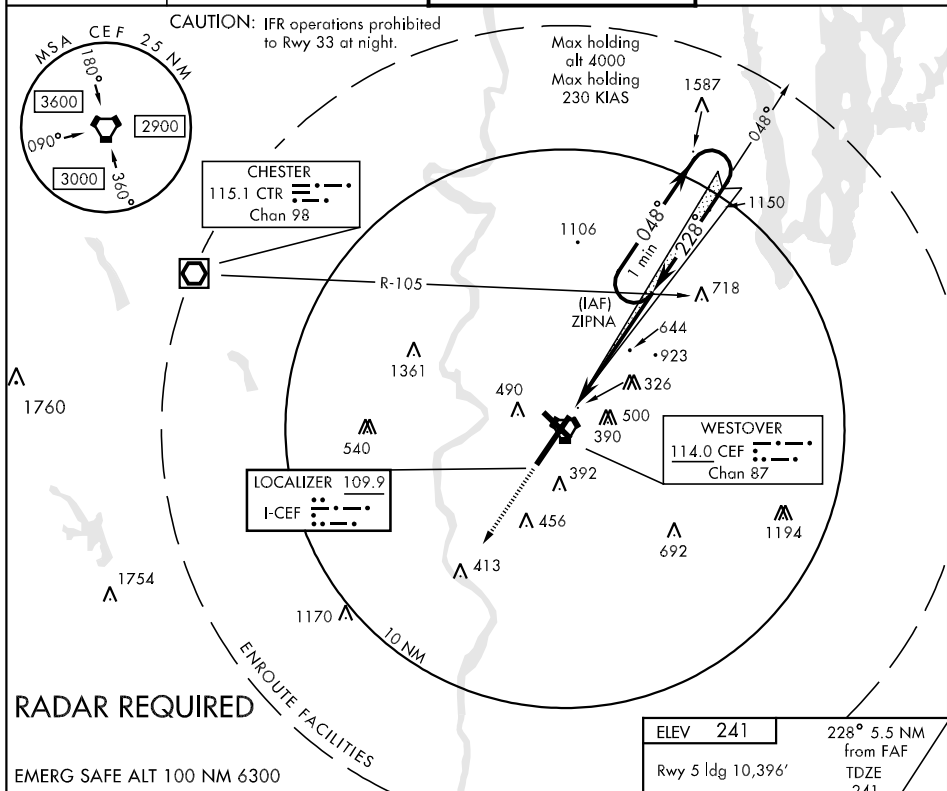 CAUTION: IFR operations prohibited
to Rwy 33 at night.
MSA CEF 25 NM
180°
3600
090°
2900
3000
360°
Max holding
alt 4000
Max holding
230 KIAS
1587
048°
CHESTER
115.1 CTR
Chan 98
048°
1 min
228°
1150
1106
R-105
(IAF)
ZIPNA
718
644
923
1361
326
1760
490
500
390
540
WESTOVER
114.0 CEF
Chan 87
LOCALIZER 109.9
I-CEF
392
456
692
1194
413
1754
1170
10 NM
ENROUTE FACILITIES
RADAR REQUIRED
EMERG SAFE ALT 100 NM 6300
ELEV 241
Rwy 5 ldg 10,396'
228° 5.5 NM
from FAF
TDZE
241